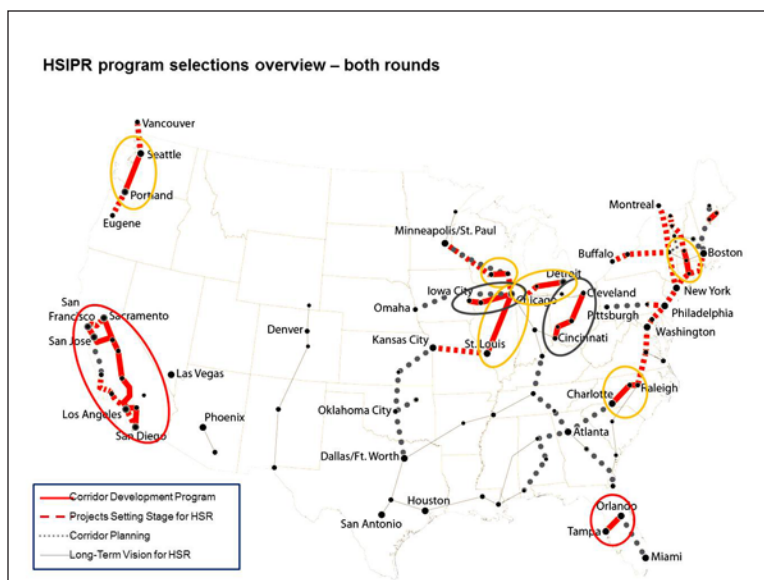 HSIPR program selections overview – both rounds
Vancouver
Seattle
Portland
Eugene
Minneapolis/St. Paul
Montreal
Buffalo
Boston
Detroit
Iowa City
Chicago
Cleveland
New York
San
Francisco
Sacramento
San Jose
Omaha
Pittsburgh
Philadelphia
Denver
Kansas City
St. Louis
Cincinnati
Washington
Las Vegas
Los Angeles
Phoenix
Oklahoma City
Charlotte
Raleigh
San Diego
Atlanta
Dallas/Ft. Worth
Houston
Orlando
San Antonio
Tampa
Miami
Corridor Development Program
Projects Setting Stage for HSR
Corridor Planning
Long-Term Vision for HSR